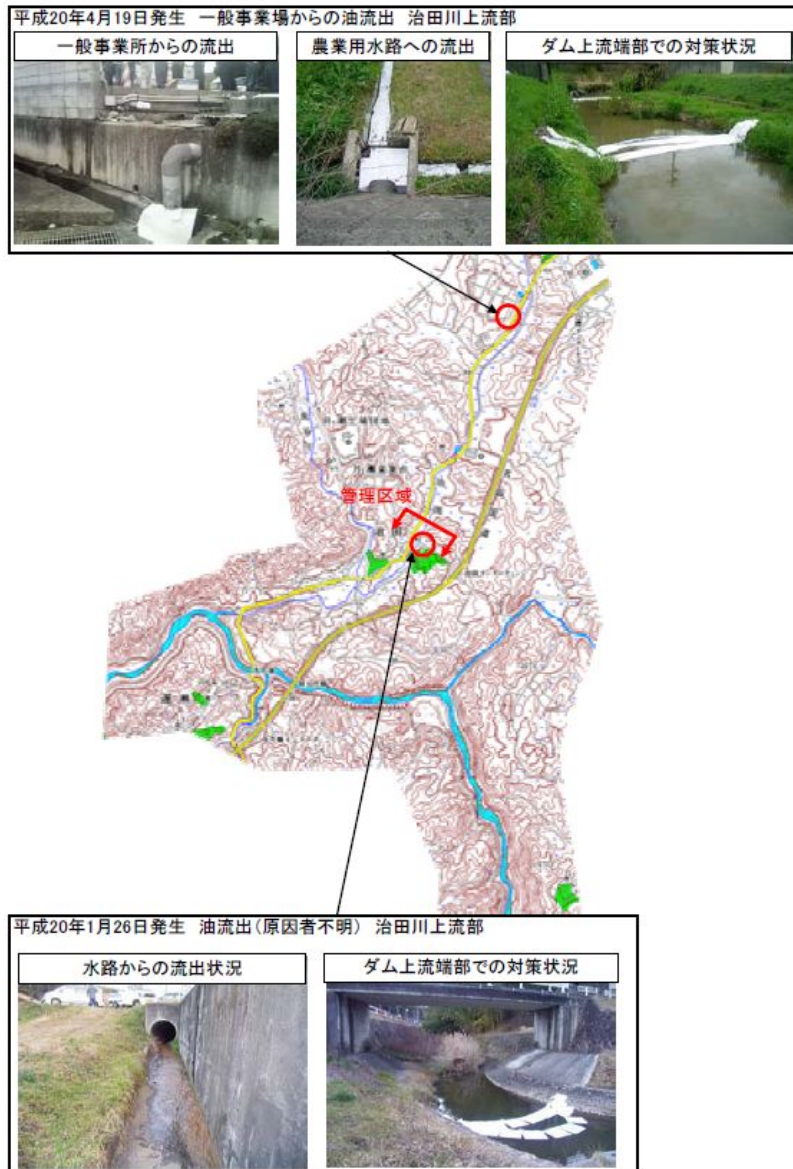 平成20年4月19日発生　一般事業場からの油流出　治田川上流部
一般事業所からの流出
農業用水路への流出
ダム上流端部での対策状況
管理区域
平成20年1月26日発生　油流出(原因者不明)　治田川上流部
水路からの流出状況
ダム上流端部での対策状況